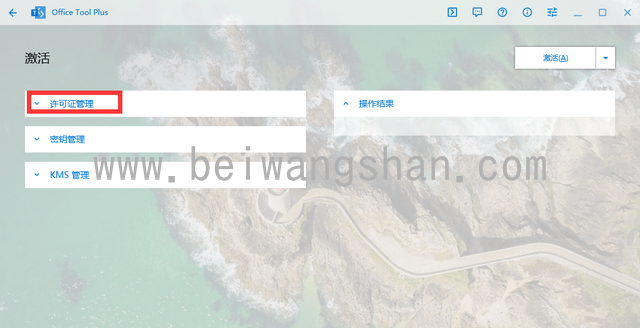 Office Tool Plus
激活
激活(A)
许可证管理
操作结果
密钥管理
KMS 管理
www.beiwangshan.com